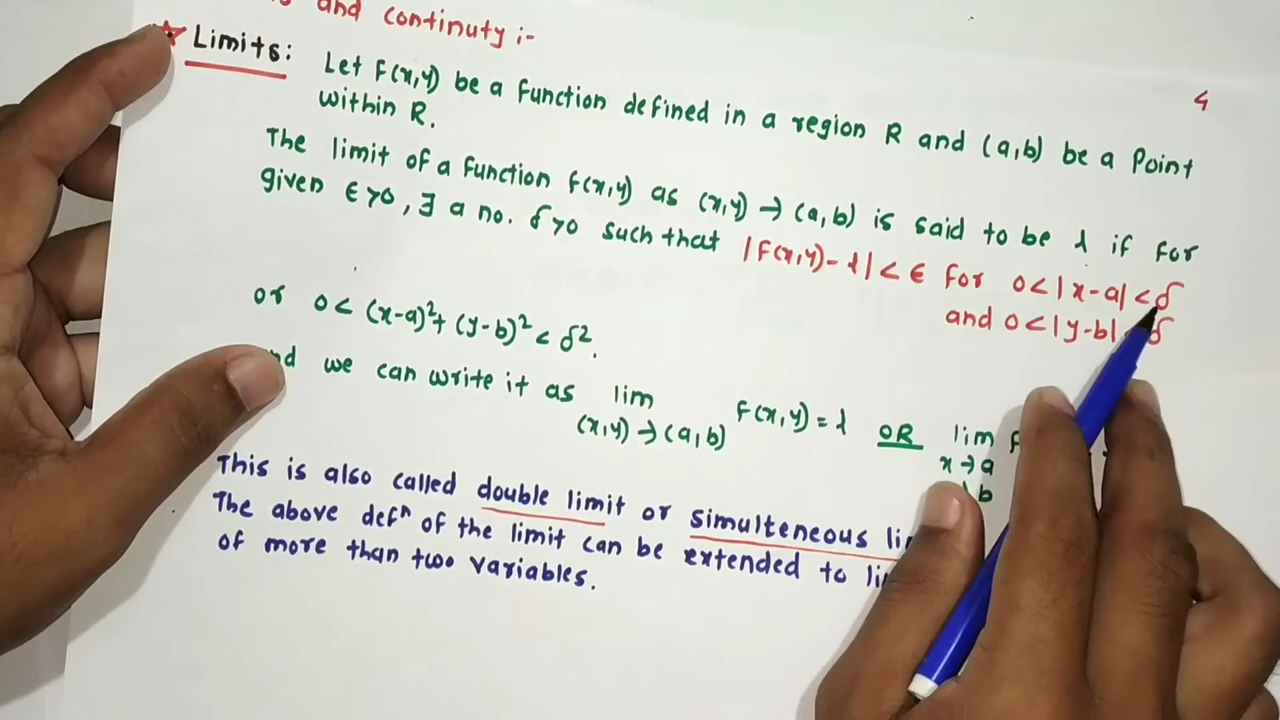 and continuty :-
Limits: Let F(x,y) be a Function defined in a region R and (a,b) be a Point
within R.
4
The limit of a Function F(x,y) as (x,y) → (a,b) is said to be λ if For
given ϵ>0, ∃ a no. δ>0 such that |F(x,y)-λ|< ϵ For 0<|x-a|<δ
and 0<|y-b| δ
or 0< (x-a)²+ (y-b)² < δ².
we can write it as lim F(x,y) = λ OR lim
(x,y) → (a,b) x→a
b
This is also called double limit or simulteneous
The above defⁿ of the limit can be extended to
of more than two variables.